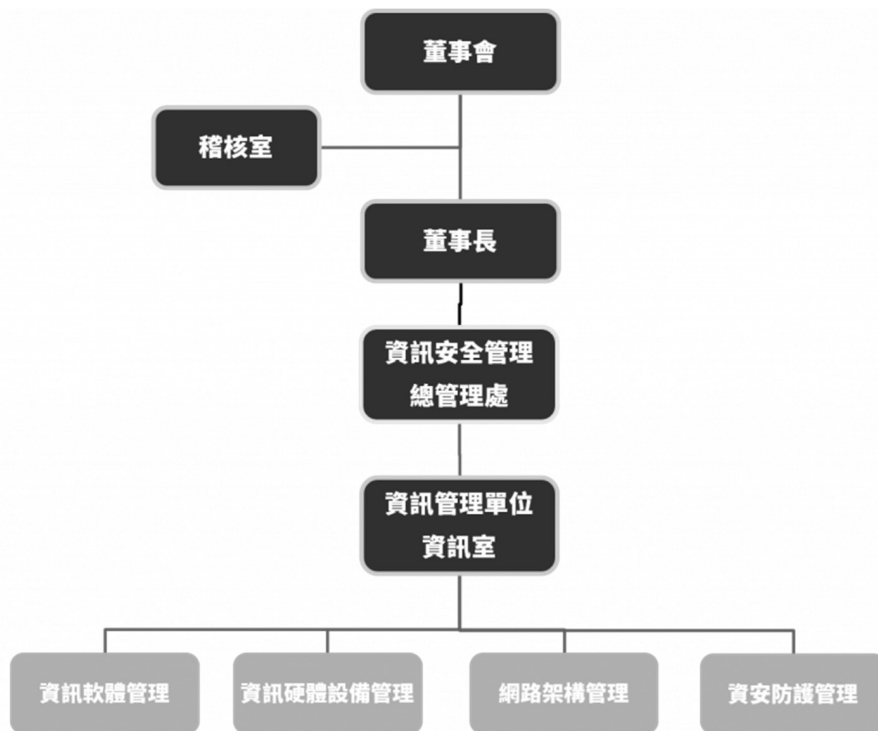 董事會
稽核室
董事長
資訊安全管理
總管理處
資訊管理單位
資訊室
資訊軟體管理
資訊硬體設備管理
網路架構管理
資安防護管理